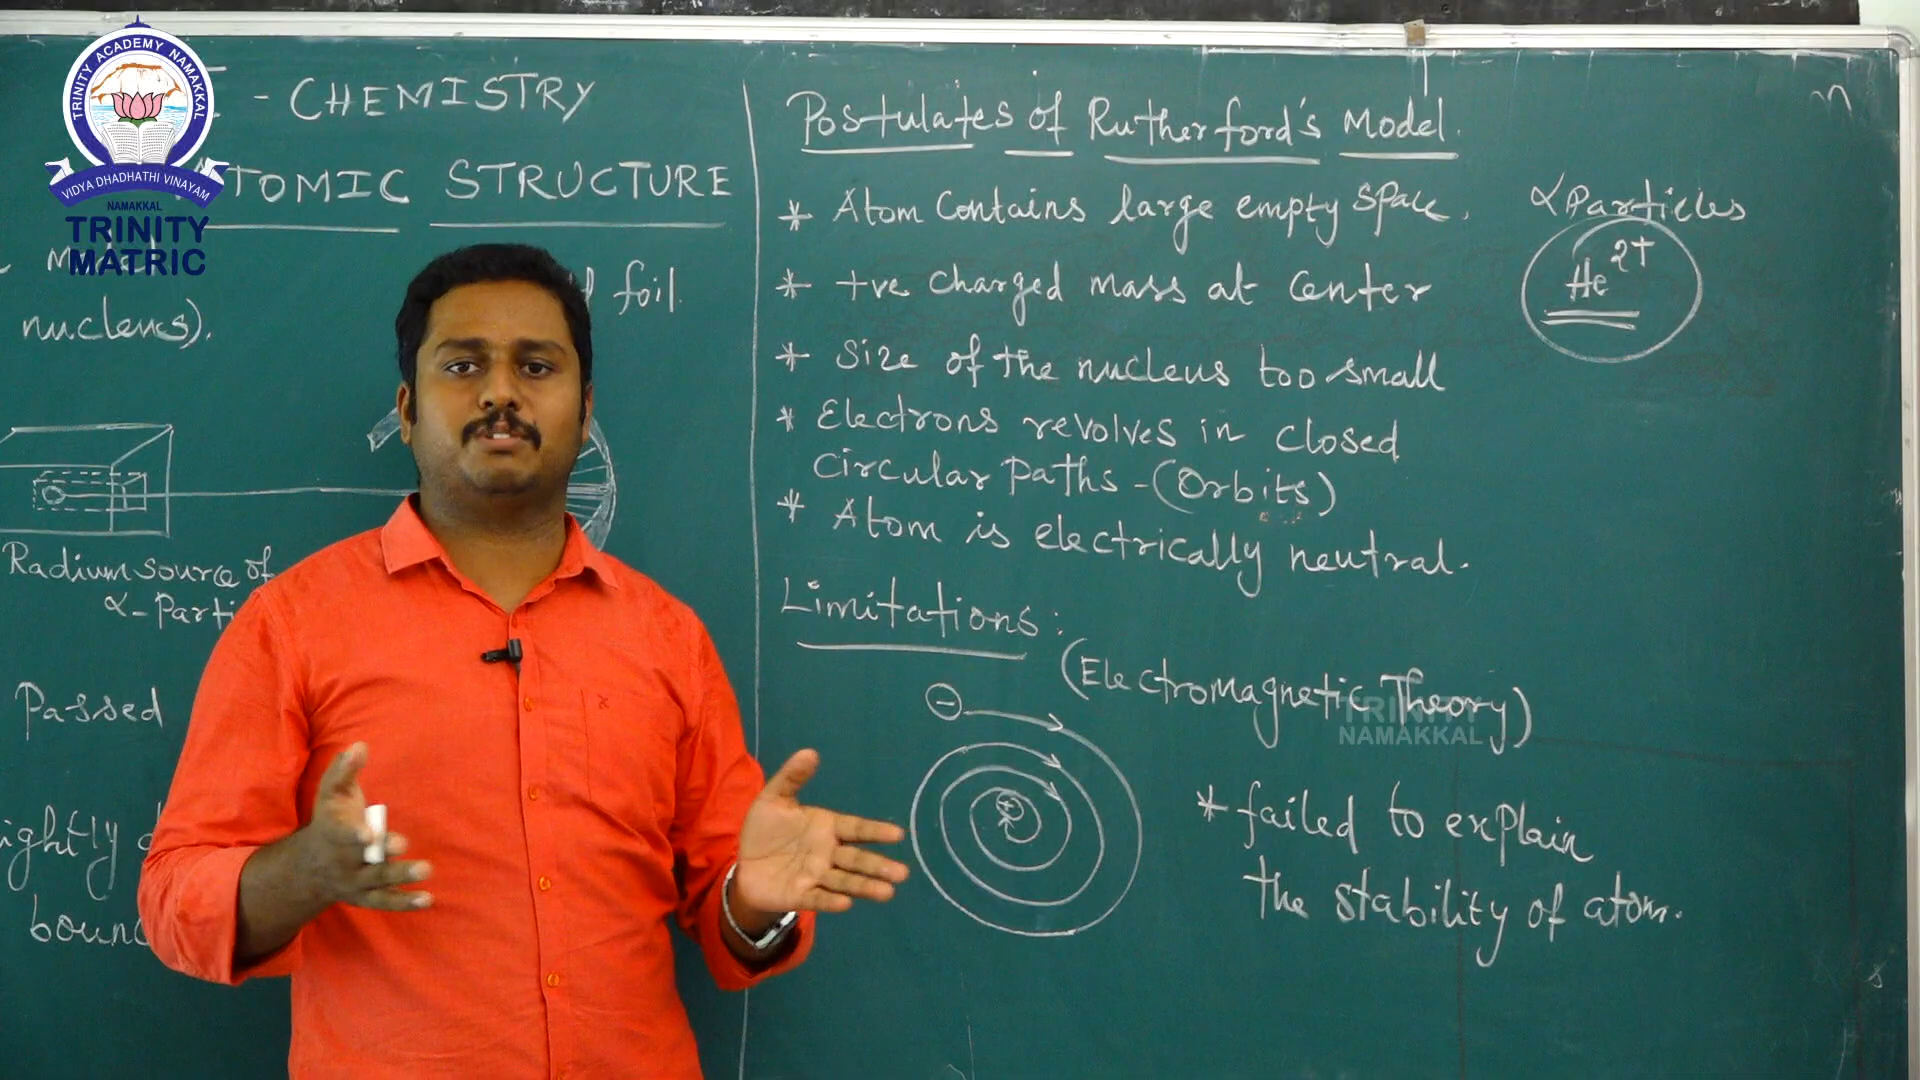 TRINITY ACADEMY NAMAKKAL
VIDYA DHADHATHI VINAYAM
NAMAKKAL
TRINITY
MATRIC
- CHEMISTRY
TOMIC STRUCTURE
foil
nucleus).
Radium source of
α-Parti
Passed
ightly
bounc
Postulates of Rutherford's Model.
* Atom contains large empty space.
* +ve charged mass at center
* Size of the nucleus too small
* Electrons revolves in closed
circular paths - (Orbits)
* Atom is electrically neutral.
α Particles
He2+
Limitations:
(Electromagnetic Theory)
TRINITY
NAMAKKAL
−
+
* failed to explain
the stability of atom.